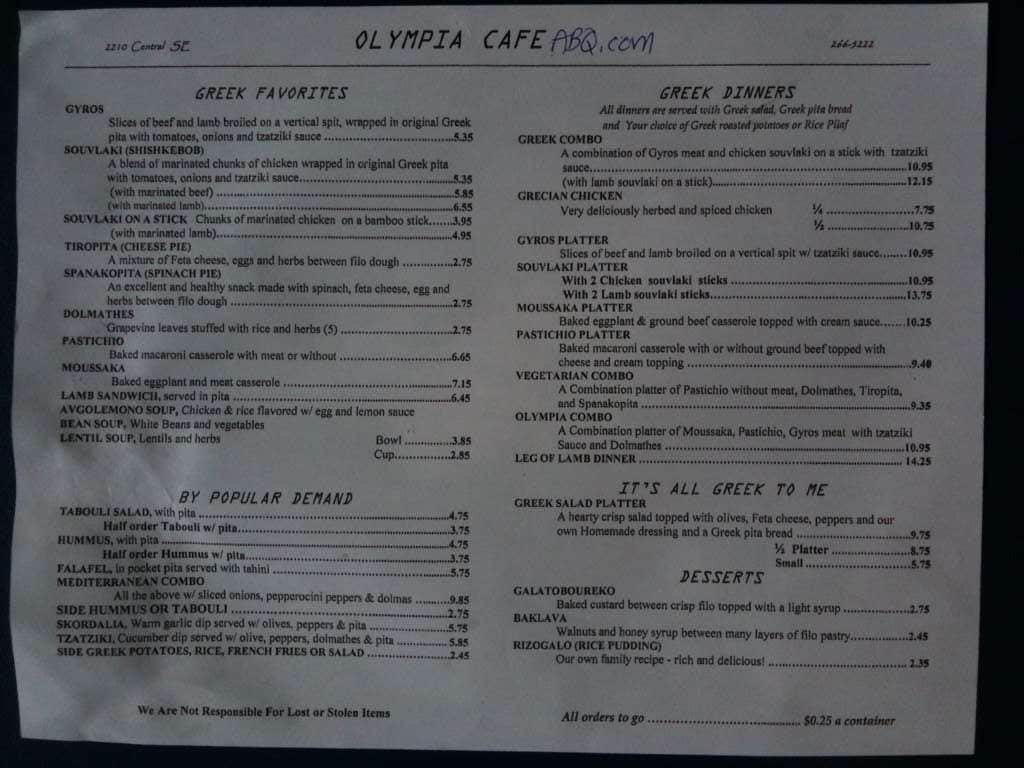 2210 Central SE
OLYMPIA CAFE ABQ.com
266-5222
GREEK FAVORITES
GYROS
Slices of beef and lamb broiled on a vertical spit, wrapped in original Greek
pita with tomatoes, onions and tzatziki sauce ...5.35
SOUVLAKI (SHISHKEBOB)
A blend of marinated chunks of chicken wrapped in original Greek pita
with tomatoes, onions and tzatziki sauce...5.35
(with marinated beef) ...5.85
(with marinated lamb)...6.55
SOUVLAKI ON A STICK Chunks of marinated chicken on a bamboo stick...3.95
(with marinated lamb)...4.95
TIROPITA (CHEESE PIE)
A mixture of Feta cheese, eggs and herbs between filo dough ...2.75
SPANAKOPITA (SPINACH PIE)
An excellent and healthy snack made with spinach, feta cheese, egg and
herbs between filo dough ...2.75
DOLMATHES
Grapevine leaves stuffed with rice and herbs (5) ...2.75
PASTICHIO
Baked macaroni casserole with meat or without ...6.65
MOUSSAKA
Baked eggplant and meat casserole ...7.15
LAMB SANDWICH, served in pita ...6.45
AVGOLEMONO SOUP, Chicken & rice flavored w/ egg and lemon sauce
BEAN SOUP, White Beans and vegetables
LENTIL SOUP, Lentils and herbs Bowl ...3.85
Cup...2.85
BY POPULAR DEMAND
TABOULI SALAD, with pita ...4.75
Half order Tabouli w/ pita...3.75
HUMMUS, with pita ...4.75
Half order Hummus w/ pita...3.75
FALAFEL, in pocket pita served with tahini ...5.75
MEDITERRANEAN COMBO
All the above w/ sliced onions, pepperocini peppers & dolmas ...9.85
SIDE HUMMUS OR TABOULI ...2.75
SKORDALIA, Warm garlic dip served w/ olives, peppers & pita ...5.75
TZATZIKI, Cucumber dip served w/ olive, peppers, dolmathes & pita ...5.85
SIDE GREEK POTATOES, RICE, FRENCH FRIES OR SALAD ...2.45
We Are Not Responsible For Lost or Stolen Items
GREEK DINNERS
All dinners are served with Greek salad, Greek pita bread
and Your choice of Greek roasted potatoes or Rice Pilaf
GREEK COMBO
A combination of Gyros meat and chicken souvlaki on a stick with tzatziki
sauce...10.95
(with lamb souvlaki on a stick)...12.15
GRECIAN CHICKEN
Very deliciously herbed and spiced chicken ¼ ...7.75
½ ...10.75
GYROS PLATTER
Slices of beef and lamb broiled on a vertical spit w/ tzatziki sauce...10.95
SOUVLAKI PLATTER
With 2 Chicken souvlaki sticks ...10.95
With 2 Lamb souvlaki sticks...13.75
MOUSSAKA PLATTER
Baked eggplant & ground beef casserole topped with cream sauce...10.25
PASTICHIO PLATTER
Baked macaroni casserole with or without ground beef topped with
cheese and cream topping ...9.40
VEGETARIAN COMBO
A Combination platter of Pastichio without meat, Dolmathes, Tiropita,
and Spanakopita ...9.35
OLYMPIA COMBO
A Combination platter of Moussaka, Pastichio, Gyros meat with tzatziki
Sauce and Dolmathes ...10.95
LEG OF LAMB DINNER ...14.25
IT'S ALL GREEK TO ME
GREEK SALAD PLATTER
A hearty crisp salad topped with olives, Feta cheese, peppers and our
own Homemade dressing and a Greek pita bread ...9.75
½ Platter ...8.75
Small ...5.75
DESSERTS
GALATOBOUREKO
Baked custard between crisp filo topped with a light syrup ...2.75
BAKLAVA
Walnuts and honey syrup between many layers of filo pastry...2.45
RIZOGALO (RICE PUDDING)
Our own family recipe - rich and delicious! ...2.35
All orders to go ...$0.25 a container